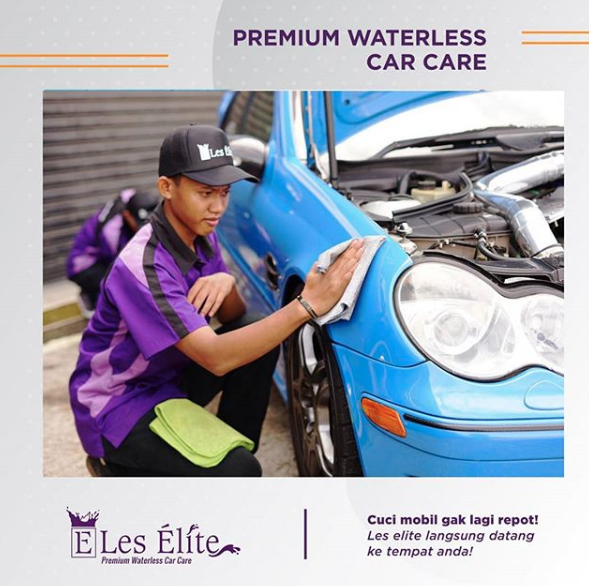 PREMIUM WATERLESS
CAR CARE
Les Éli
E Les Élite
Premium Waterless Car Care
Cuci mobil gak lagi repot!
Les elite langsung datang
ke tempat anda!